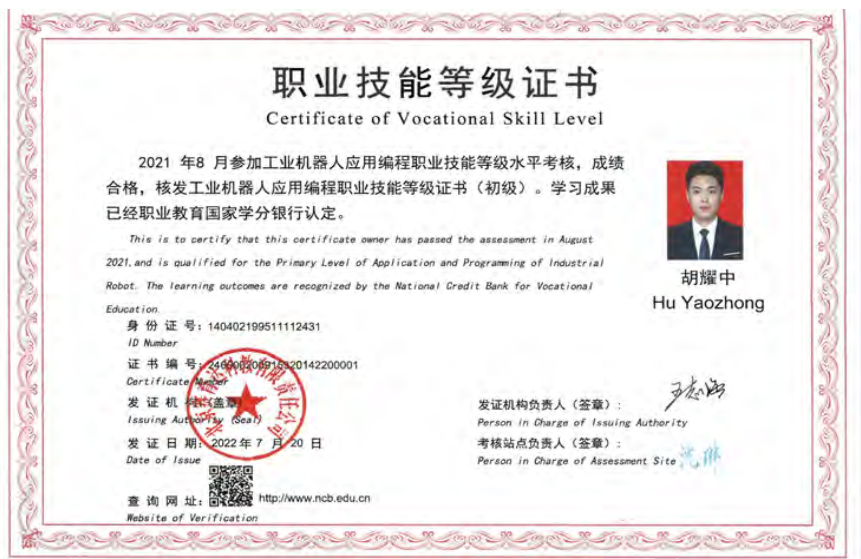 职业技能等级证书
Certificate of Vocational Skill Level
2021 年8 月参加工业机器人应用编程职业技能等级水平考核，成绩
合格，核发工业机器人应用编程职业技能等级证书（初级）。学习成果
已经职业教育国家学分银行认定。
This is to certify that this certificate owner has passed the assessment in August
2021, and is qualified for the Primary Level of Application and Programming of Industrial
Robot. The learning outcomes are recognized by the National Credit Bank for Vocational
Education
胡耀中
Hu Yaozhong
身 份 证 号：140402199511112431
ID Number
证 书 编 号：
Certificate Number
发 证 机 构（盖章）
Issuing Authority (Seal)
发 证 日 期：2022 年 7 月 20 日
Date of Issue
查 询 网 址：http://www.ncb.edu.cn
Website of Verification
发证机构负责人（签章）：
Person in Charge of Issuing Authority
考核站点负责人（签章）：
Person in Charge of Assessment Site